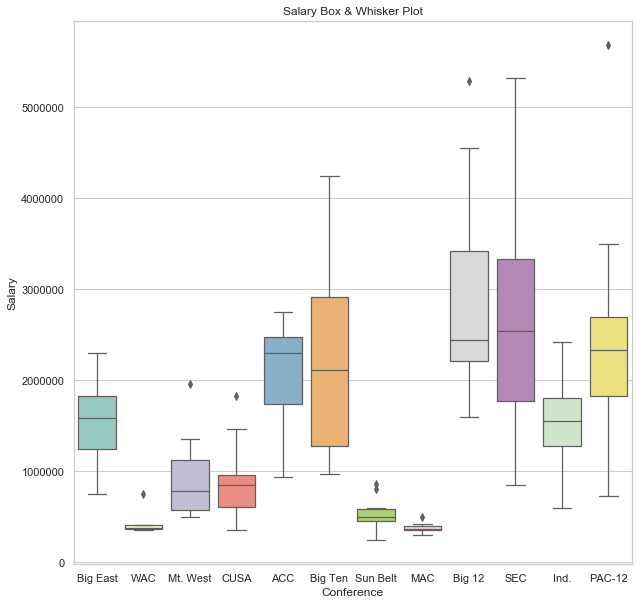 Salary Box & Whisker Plot
5000000
4000000
3000000
2000000
1000000
0
Salary
Big East WAC Mt. West CUSA ACC Big Ten Sun Belt MAC Big 12 SEC Ind. PAC-12
Conference